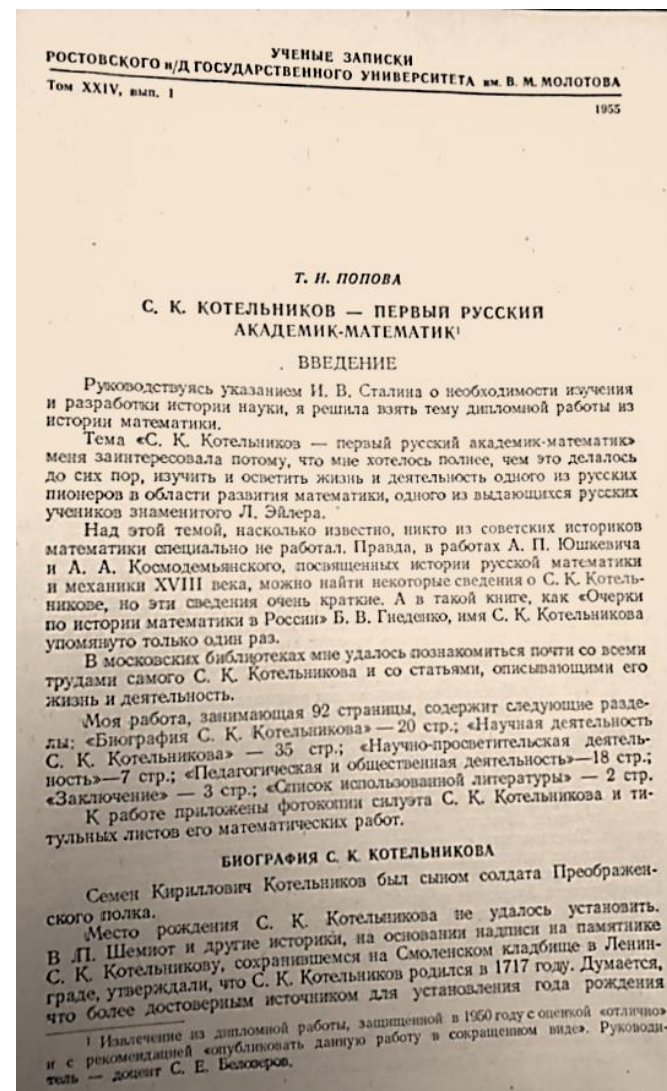 УЧЕНЫЕ ЗАПИСКИ
РОСТОВСКОГО н/Д ГОСУДАРСТВЕННОГО УНИВЕРСИТЕТА им. В. М. МОЛОТОВА
Том XXIV, вып. 1
1955
Т. И. ПОПОВА
С. К. КОТЕЛЬНИКОВ — ПЕРВЫЙ РУССКИЙ
АКАДЕМИК-МАТЕМАТИК¹
ВВЕДЕНИЕ
Руководствуясь указанием И. В. Сталина о необходимости изучения
и разработки истории науки, я решила взять тему дипломной работы из
истории математики.
Тема «С. К. Котельников — первый русский академик-математик»
меня заинтересовала потому, что мне хотелось полнее, чем это делалось
до сих пор, изучить и осветить жизнь и деятельность одного из русских
пионеров в области развития математики, одного из выдающихся русских
учеников знаменитого Л. Эйлера.
Над этой темой, насколько известно, никто из советских историков
математики специально не работал. Правда, в работах А. П. Юшкевича
и А. А. Космодемьянского, посвященных истории русской математики
и механики XVIII века, можно найти некоторые сведения о С. К. Котель-
никове, но эти сведения очень краткие. А в такой книге, как «Очерки
по истории математики в России» Б. В. Гнеденко, имя С. К. Котельникова
упомянуто только один раз.
В московских библиотеках мне удалось познакомиться почти со всеми
трудами самого С. К. Котельникова и со статьями, описывающими его
жизнь и деятельность.
Моя работа, занимающая 92 страницы, содержит следующие разде-
лы: «Биография С. К. Котельникова» — 20 стр.; «Научная деятельность
С. К. Котельникова» — 35 стр.; «Научно-просветительская деятель-
ность»—7 стр.; «Педагогическая и общественная деятельность»—18 стр.;
«Заключение» — 3 стр.; «Список использованной литературы» — 2 стр.
К работе приложены фотокопии силуэта С. К. Котельникова и ти-
тульных листов его математических работ.
БИОГРАФИЯ С. К. КОТЕЛЬНИКОВА
Семен Кириллович Котельников был сыном солдата Преображен-
ского полка.
Место рождения С. К. Котельникова не удалось установить.
В .П. Шемиот и другие историки, на основании надписи на памятнике
С. К. Котельникову, сохранившемся на Смоленском кладбище в Ленин-
граде, утверждали, что С. К. Котельников родился в 1717 году. Думается,
что более достоверным источником для установления года рождения
¹ Извлечение из дипломной работы, защищенной в 1950 году с оценкой «отлично»
и с рекомендацией «опубликовать данную работу в сокращенном виде». Руководи-
тель — доцент С. Е. Белозеров.